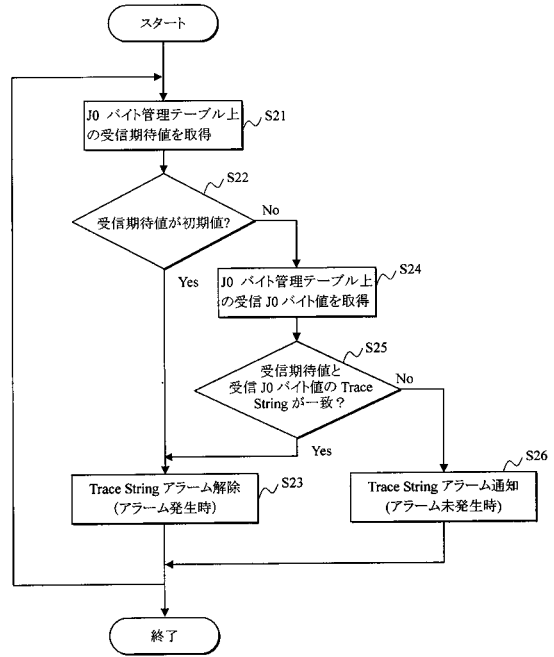 スタート
J0 バイト管理テーブル上
の受信期待値を取得
S21
S22
受信期待値が初期値?
No
Yes
S24
J0 バイト管理テーブル上
の受信 J0 バイト値を取得
S25
受信期待値と
受信 J0 バイト値の Trace
String が一致？
No
Yes
S23
Trace String アラーム解除
（アラーム発生時）
S26
Trace String アラーム通知
(アラーム未発生時)
終了